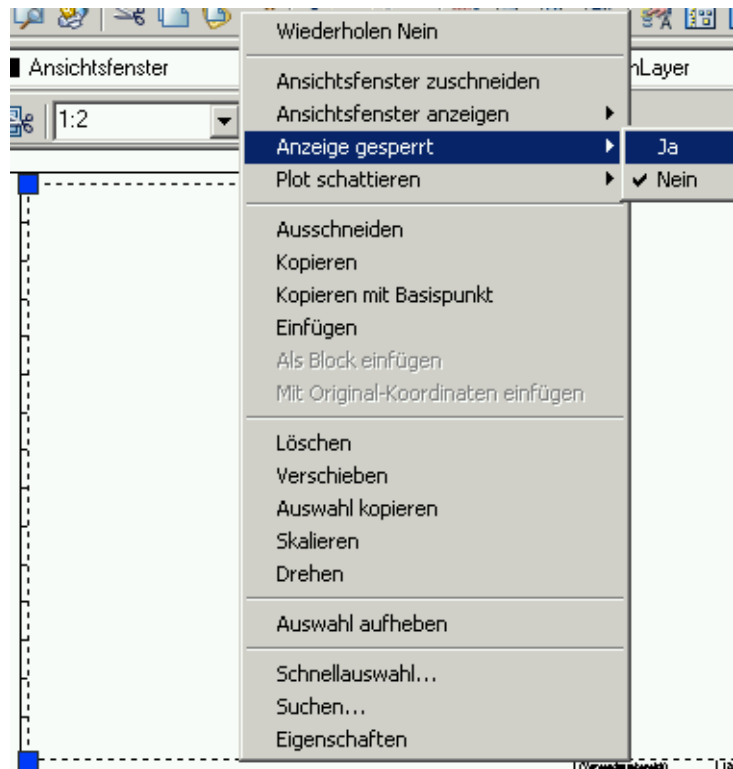 Wiederholen Nein
Ansichtsfenster
Ansichtsfenster zuschneiden
nLayer
Ansichtsfenster anzeigen
1:2
Anzeige gesperrt
Ja
Plot schattieren
Nein
Ausschneiden
Kopieren
Kopieren mit Basispunkt
Einfügen
Als Block einfügen
Mit Original-Koordinaten einfügen
Löschen
Verschieben
Auswahl kopieren
Skalieren
Drehen
Auswahl aufheben
Schnellauswahl...
Suchen...
Eigenschaften